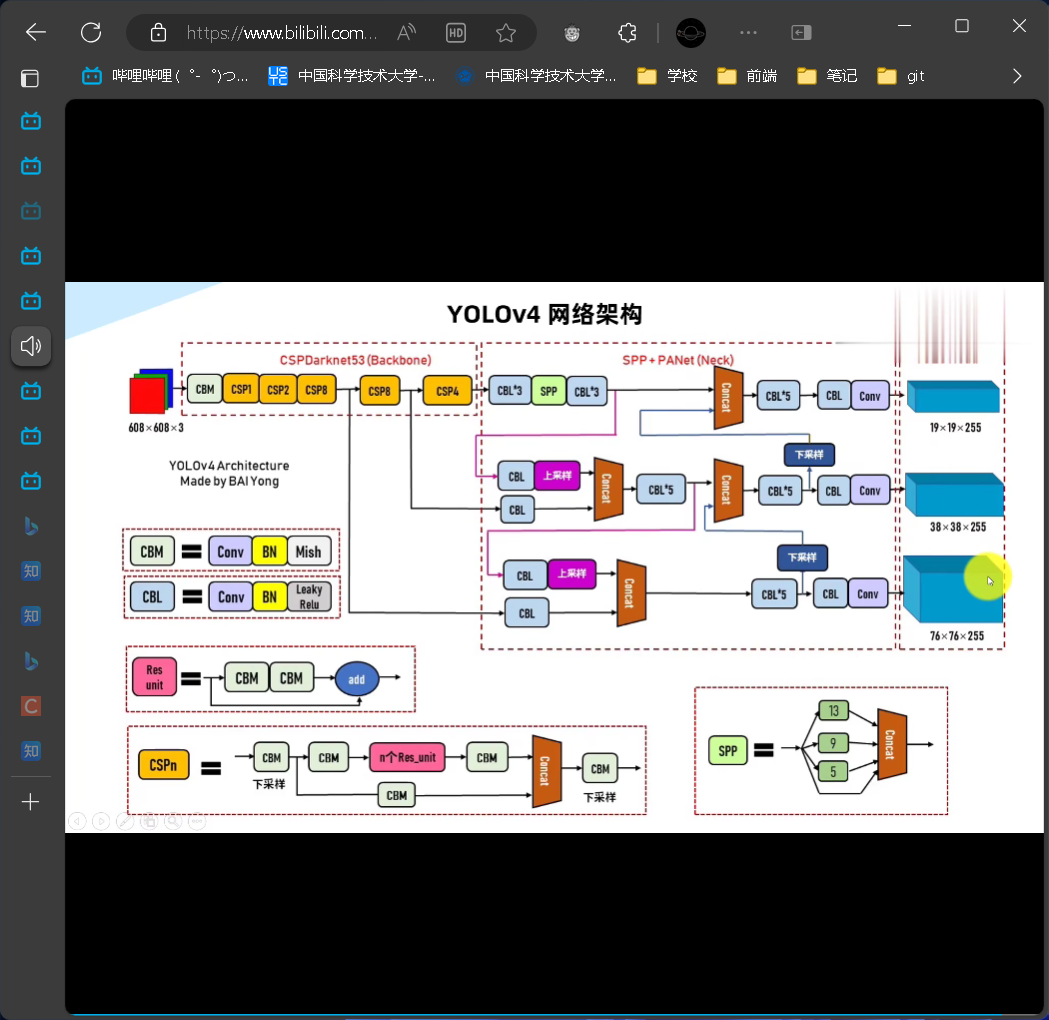 https://www.bilibili.com...
A
HD
哔哩哔哩 (゜-゜)つ...
USTC
中国科学技术大学-...
中国科学技术大学...
学校
前端
笔记
git
YOLOv4 网络架构
CSPDarknet53 (Backbone)
SPP + PANet (Neck)
CBM CSP1 CSP2 CSP8 CSP8 CSP4 CBL*3 SPP CBL*3 Concat CBL*5 CBL Conv
608×608×3
19×19×255
下采样
YOLOv4 Architecture
Made by BAI Yong
CBL 上采样 Concat CBL*5 Concat CBL*5 CBL Conv
CBL
38×38×255
下采样
CBM = Conv BN Mish
CBL 上采样 Concat CBL*5 CBL Conv
CBL
76×76×255
CBL = Conv BN Leaky
Relu
Res
unit
= CBM CBM add
CSPn = CBM CBM n个Res_unit CBM Concat CBM
下采样
CBM
下采样
SPP = 13 Concat
9
5
知
知
C
知